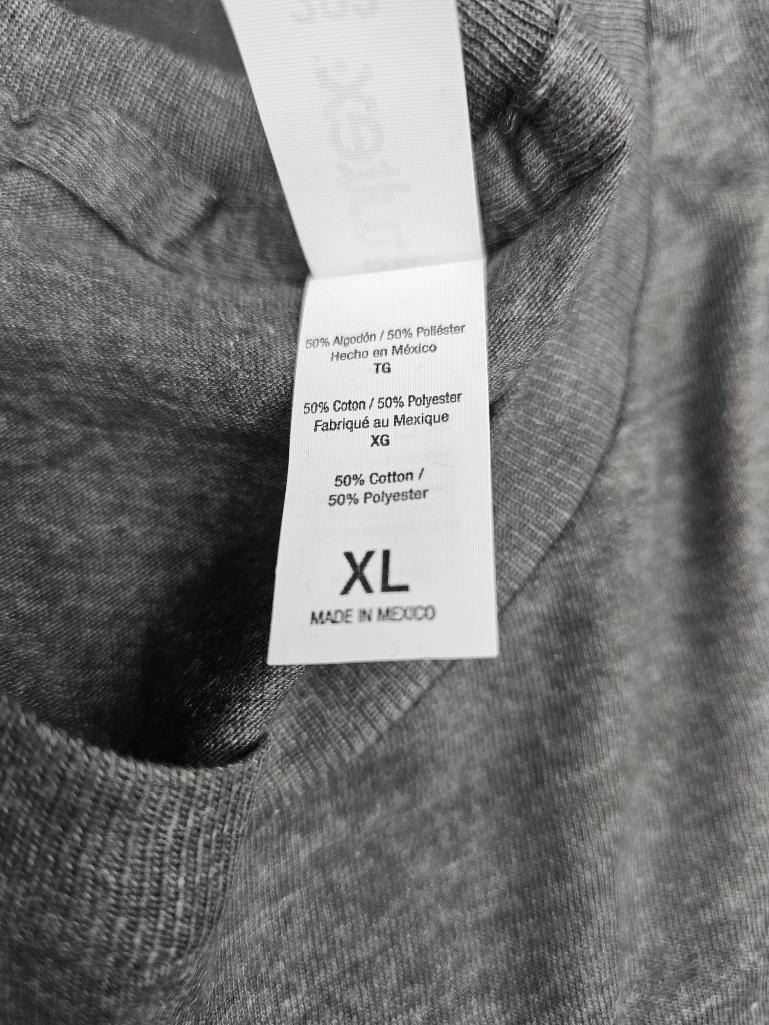 50% Algodón / 50% Poliéster
Hecho en México
TG
50% Coton / 50% Polyester
Fabriqué au Mexique
XG
50% Cotton /
50% Polyester
XL
MADE IN MEXICO